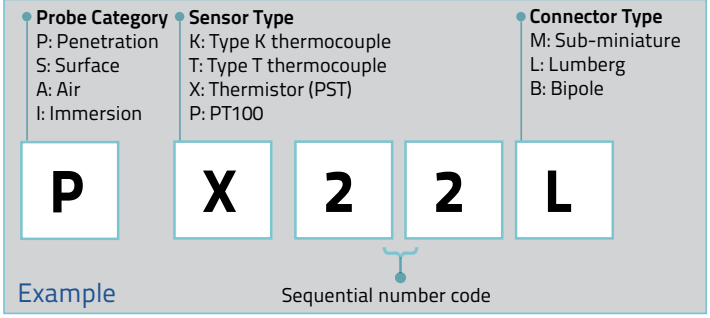 Probe Category
P: Penetration
S: Surface
A: Air
I: Immersion
Sensor Type
K: Type K thermocouple
T: Type T thermocouple
X: Thermistor (PST)
P: PT100
Connector Type
M: Sub-miniature
L: Lumberg
B: Bipole
P X 2 2 L
Example
Sequential number code